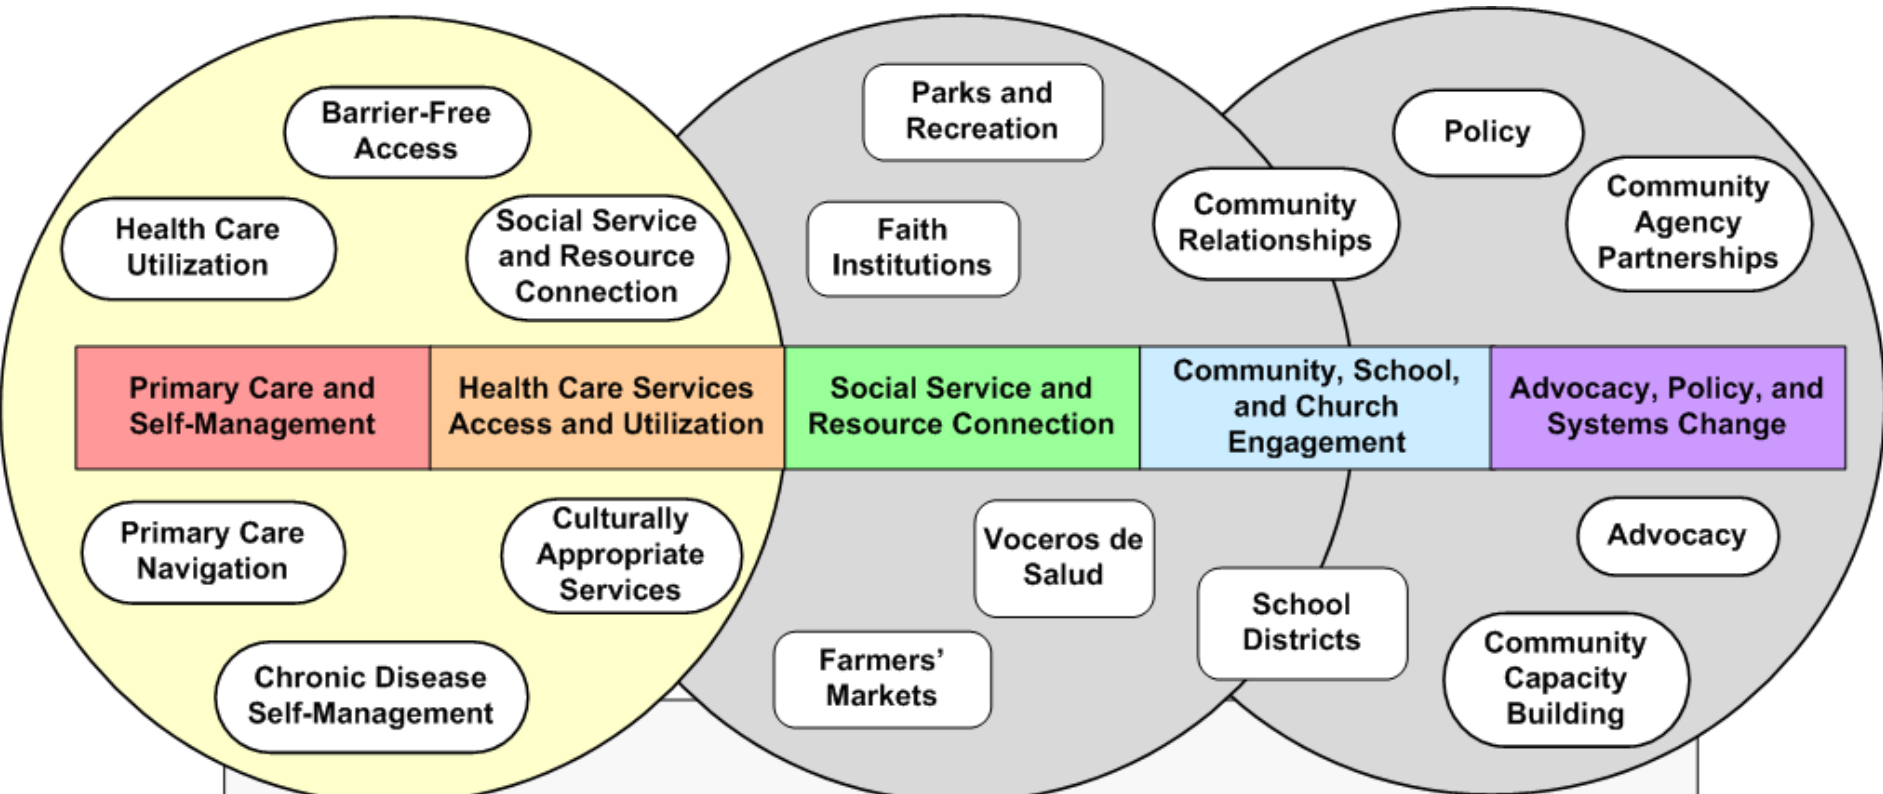 Barrier-Free
Access
Health Care
Utilization
Social Service
and Resource
Connection
Parks and
Recreation
Faith
Institutions
Community
Relationships
Policy
Community
Agency
Partnerships
Primary Care and
Self-Management
Health Care Services
Access and Utilization
Social Service and
Resource Connection
Community, School,
and Church
Engagement
Advocacy, Policy, and
Systems Change
Primary Care
Navigation
Culturally
Appropriate
Services
Chronic Disease
Self-Management
Voceros de
Salud
Farmers’
Markets
School
Districts
Advocacy
Community
Capacity
Building